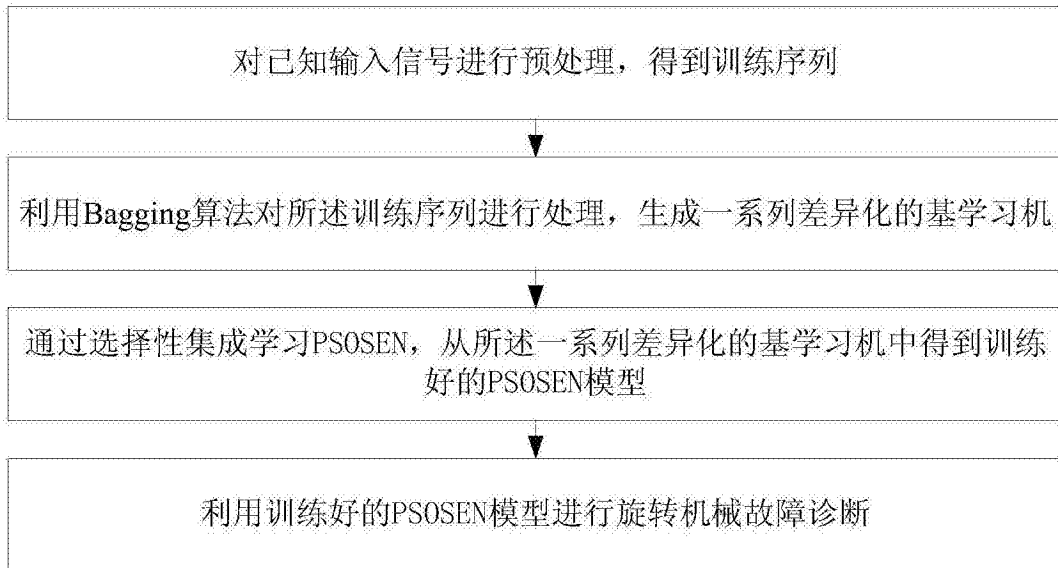 对已知输入信号进行预处理，得到训练序列
利用Bagging算法对所述训练序列进行处理，生成一系列差异化的基学习机
通过选择性集成学习PSOSEN，从所述一系列差异化的基学习机中得到训练
好的PSOSEN模型
利用训练好的PSOSEN模型进行旋转机械故障诊断